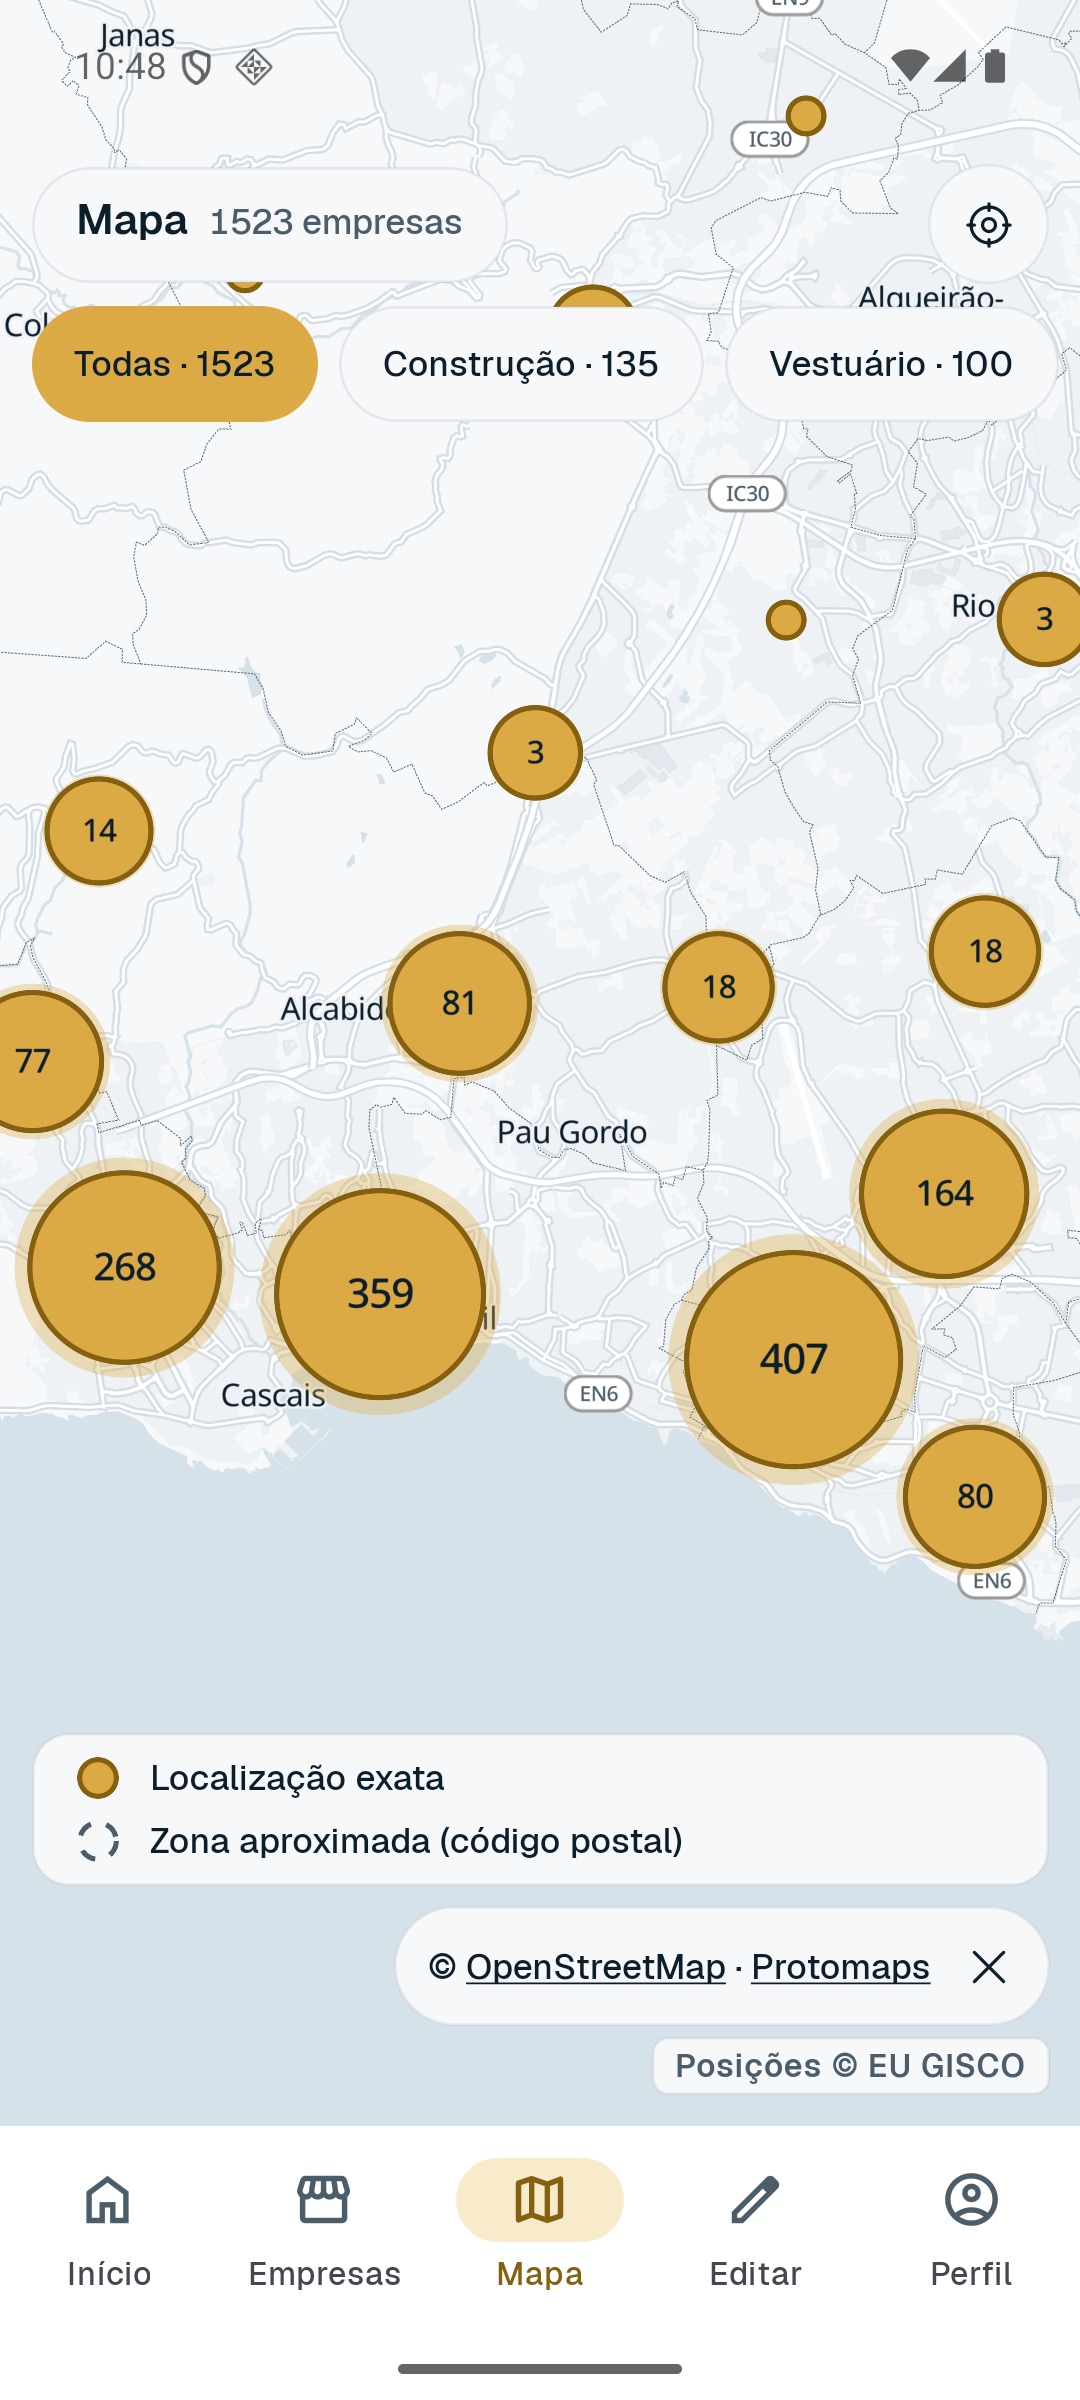 EN9
Janas
10:48
IC30
Mapa 1523 empresas
Algueirão-
Todas · 1523
Construção · 135
Vestuário · 100
IC30
Rio
3
3
14
18
81
18
77
Pau Gordo
164
268
359
407
Cascais
EN6
80
EN6
Localização exata
Zona aproximada (código postal)
© OpenStreetMap · Protomaps
Posições © EU GISCO
Início
Empresas
Mapa
Editar
Perfil